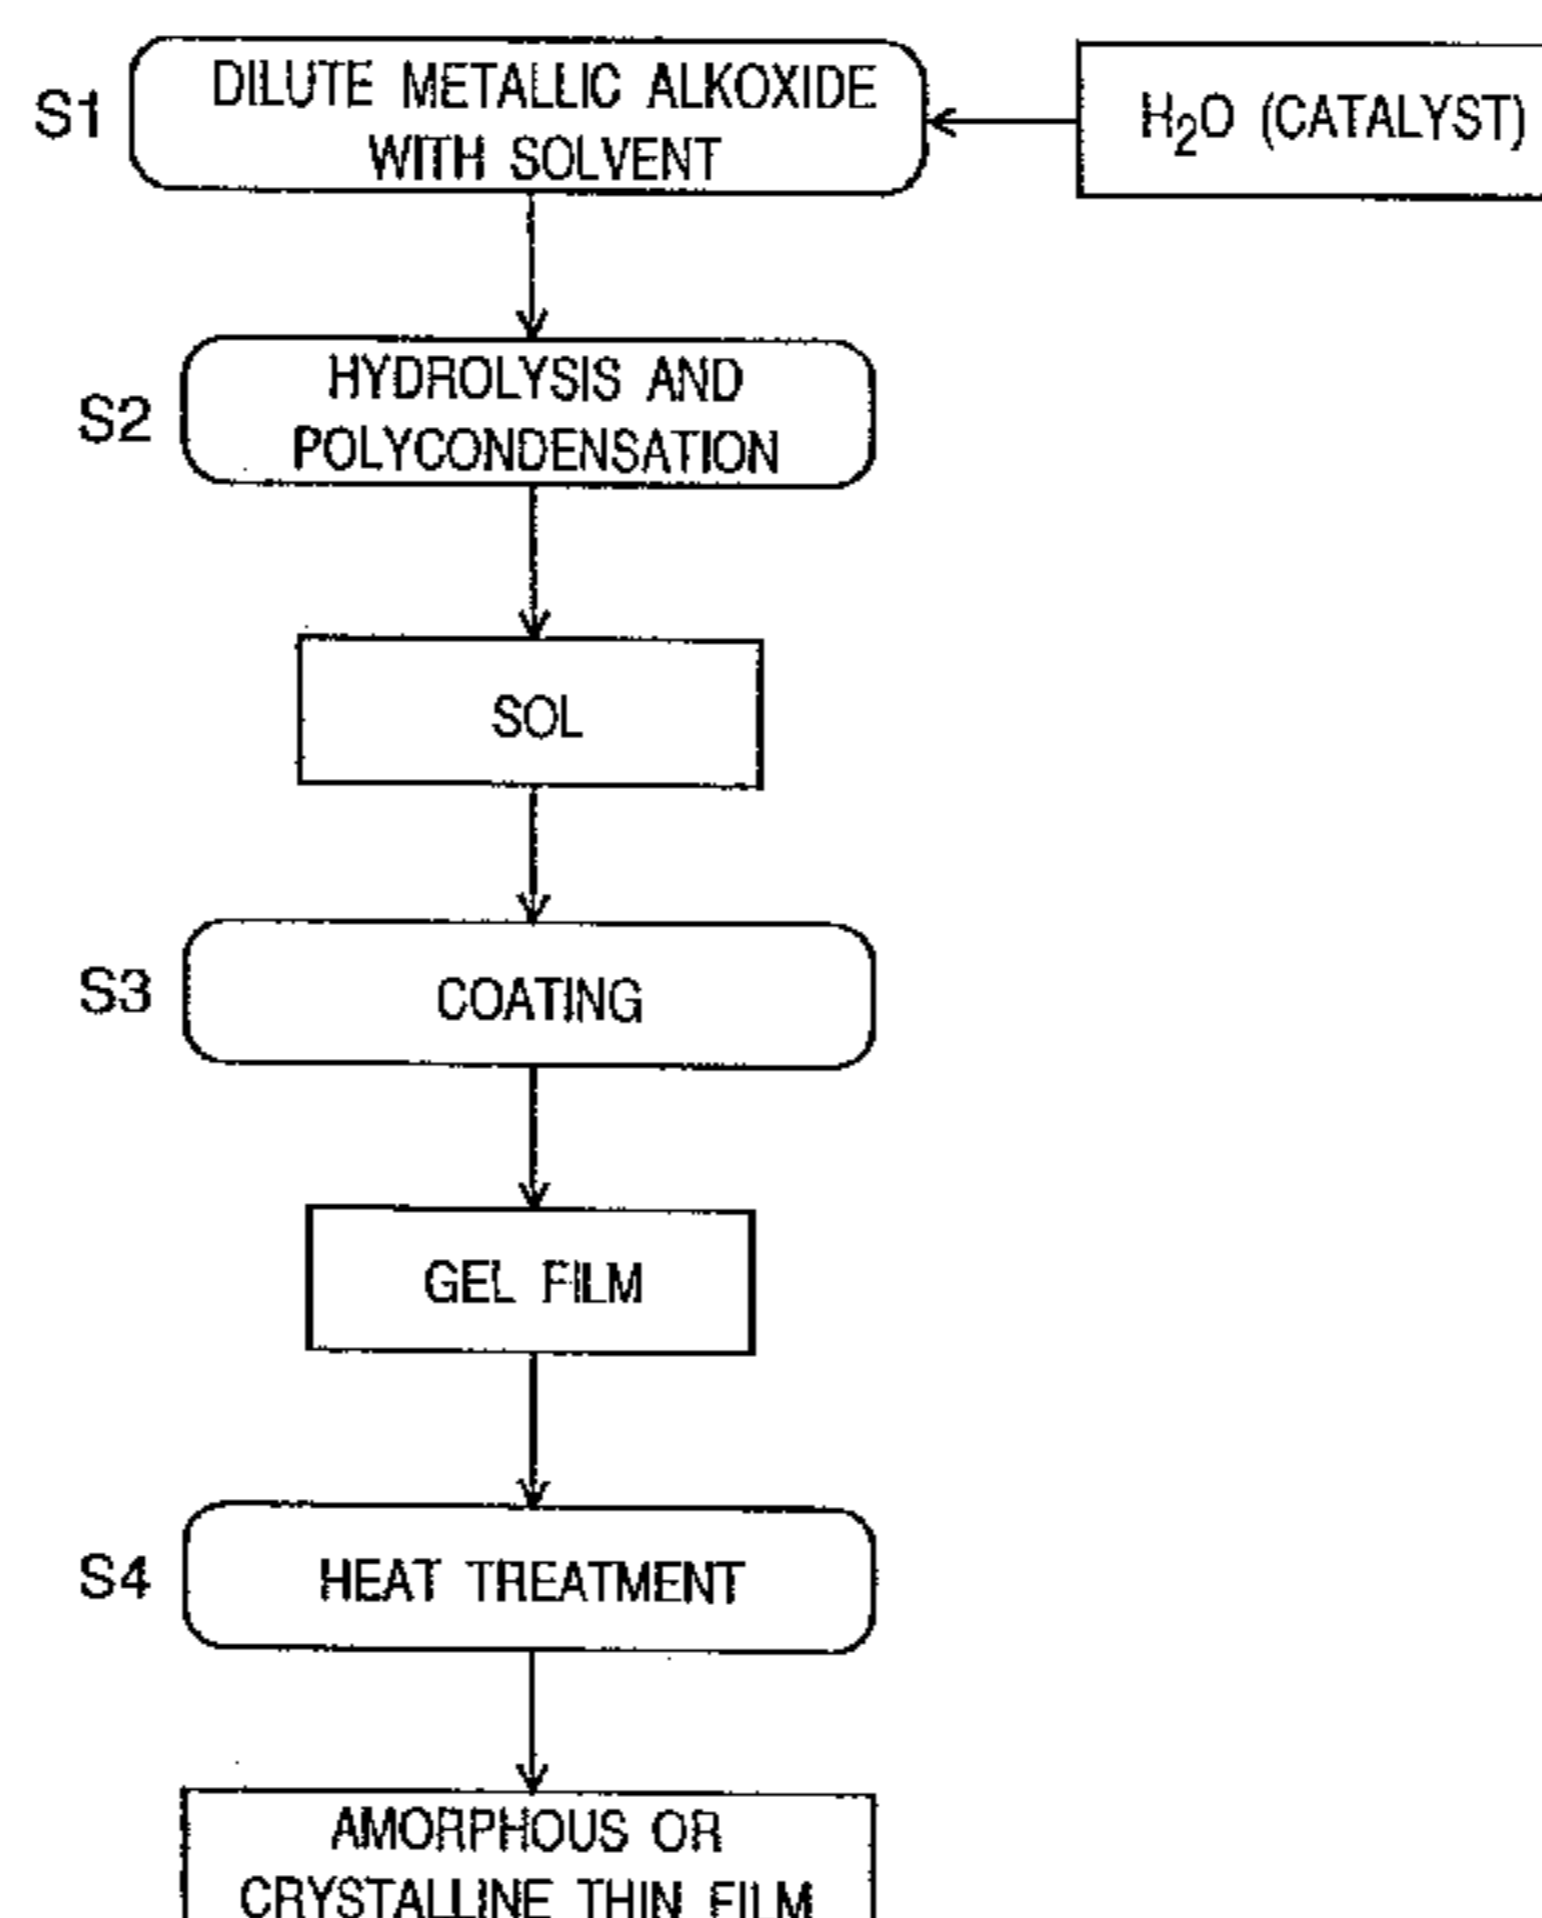 S1
DILUTE METALLIC ALKOXIDE
WITH SOLVENT
H₂O (CATALYST)
S2
HYDROLYSIS AND
POLYCONDENSATION
SOL
S3
COATING
GEL FILM
S4
HEAT TREATMENT
AMORPHOUS OR
CRYSTALLINE THIN FILM